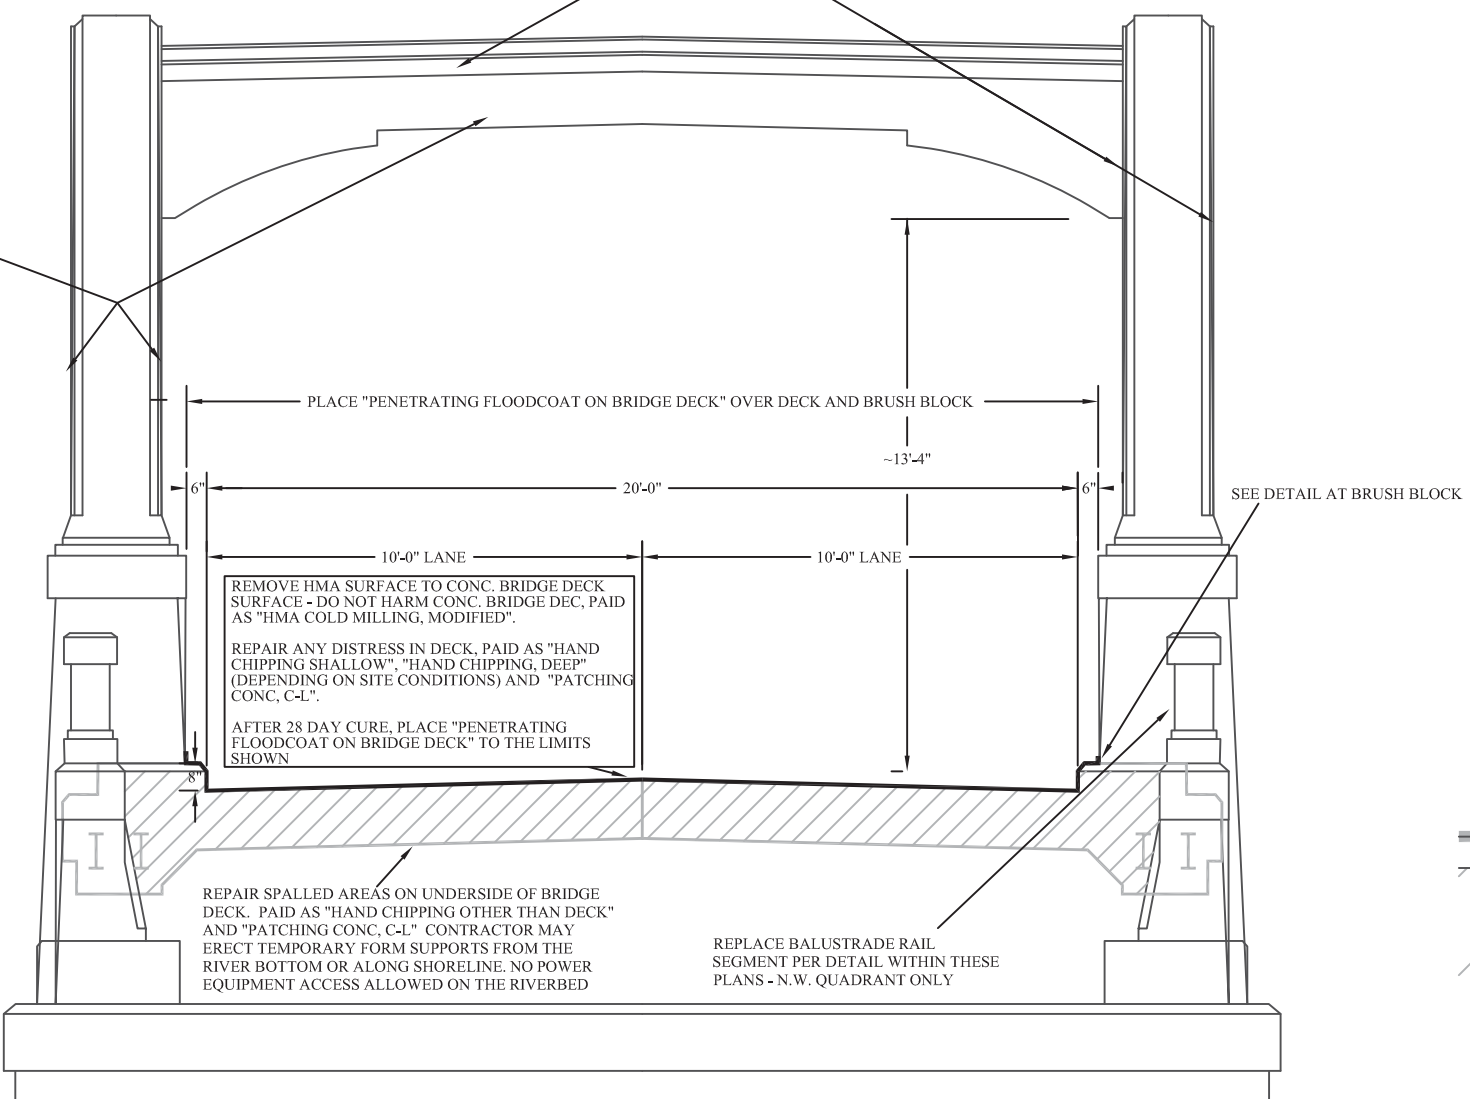 PLACE "PENETRATING FLOODCOAT ON BRIDGE DECK" OVER DECK AND BRUSH BLOCK
~13'-4"
6"
20'-0"
6"
SEE DETAIL AT BRUSH BLOCK
10'-0" LANE
10'-0" LANE
REMOVE HMA SURFACE TO CONC. BRIDGE DECK
SURFACE - DO NOT HARM CONC. BRIDGE DEC, PAID
AS "HMA COLD MILLING, MODIFIED".
REPAIR ANY DISTRESS IN DECK, PAID AS "HAND
CHIPPING SHALLOW", "HAND CHIPPING, DEEP"
(DEPENDING ON SITE CONDITIONS) AND "PATCHING
CONC, C-L".
AFTER 28 DAY CURE, PLACE "PENETRATING
FLOODCOAT ON BRIDGE DECK" TO THE LIMITS
SHOWN
8"
REPAIR SPALLED AREAS ON UNDERSIDE OF BRIDGE
DECK. PAID AS "HAND CHIPPING OTHER THAN DECK"
AND "PATCHING CONC, C-L" CONTRACTOR MAY
ERECT TEMPORARY FORM SUPPORTS FROM THE
RIVER BOTTOM OR ALONG SHORELINE. NO POWER
EQUIPMENT ACCESS ALLOWED ON THE RIVERBED
REPLACE BALUSTRADE RAIL
SEGMENT PER DETAIL WITHIN THESE
PLANS - N.W. QUADRANT ONLY